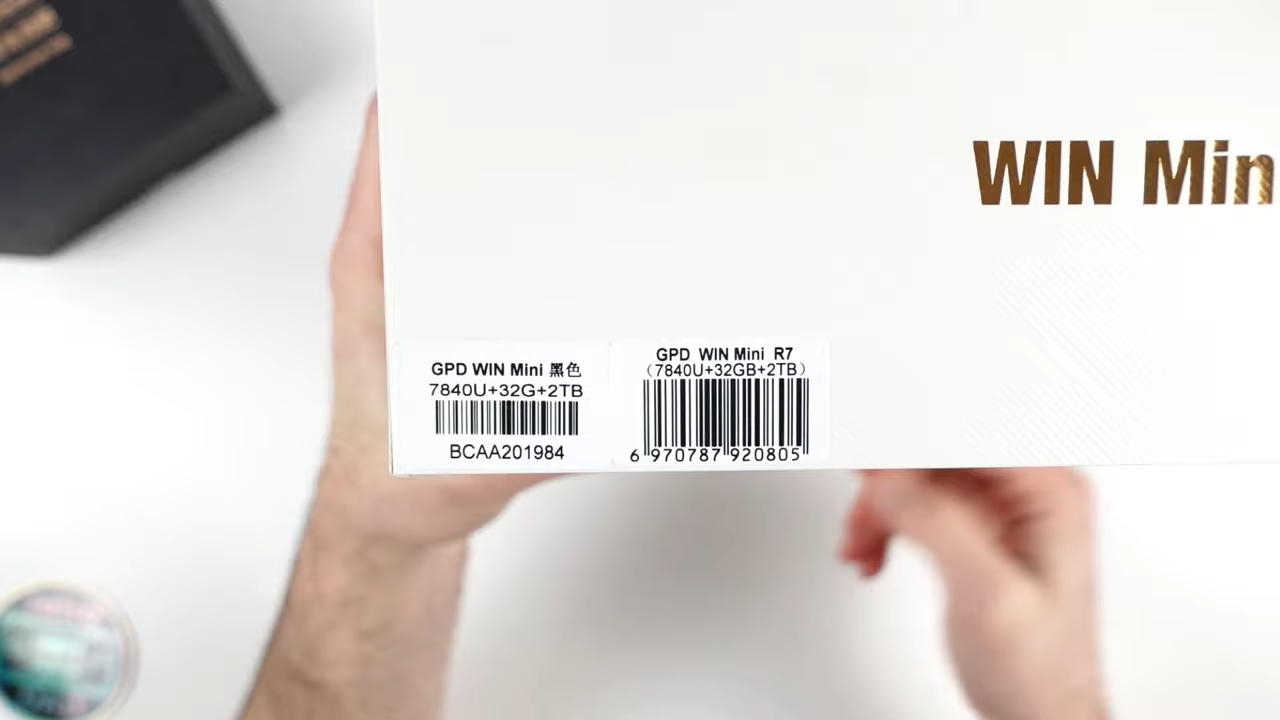 WIN Min
GPD WIN Mini 黑色
7840U+32G+2TB
BCAA201984
GPD WIN Mini R7
(7840U+32GB+2TB)
6 970787 920805